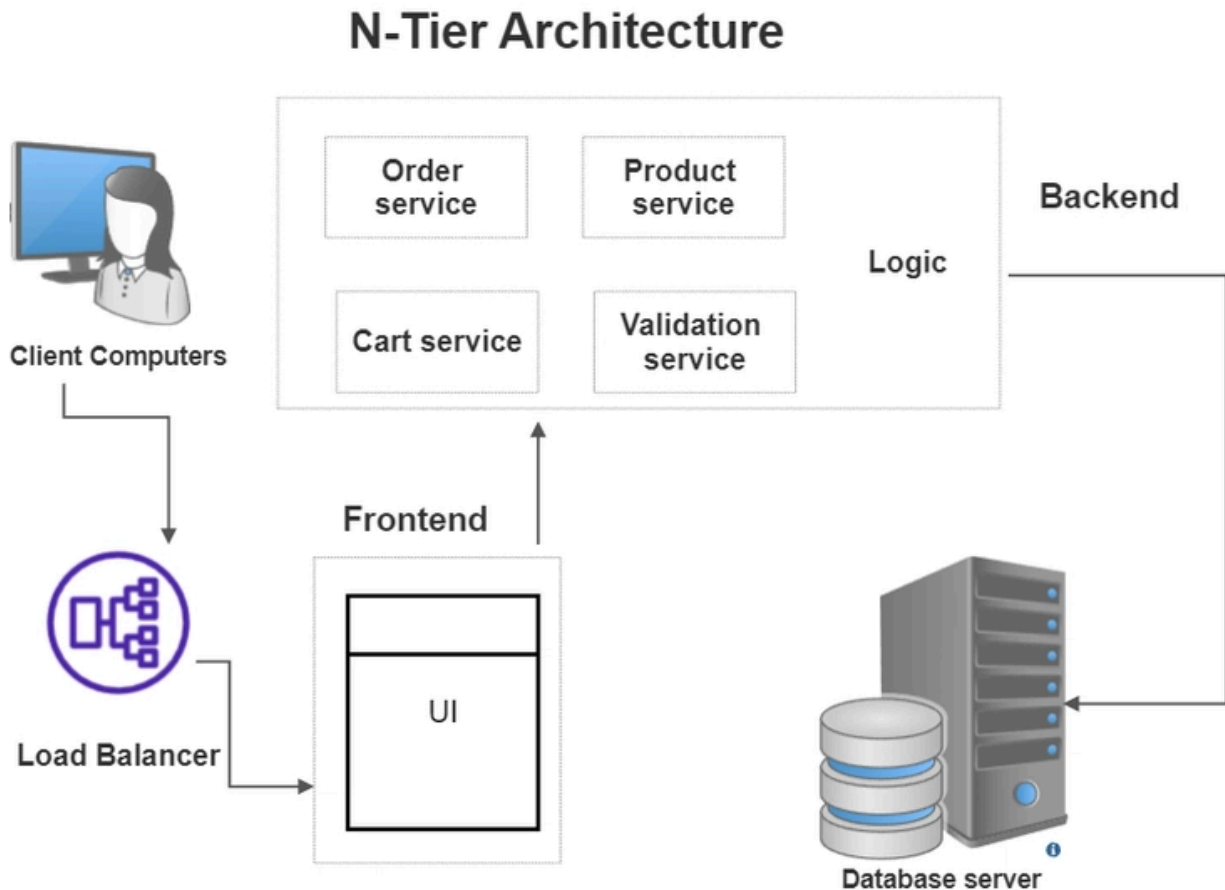 N-Tier Architecture
Order
service
Product
service
Backend
Logic
Cart service
Validation
service
Client Computers
Frontend
UI
Load Balancer
Database server